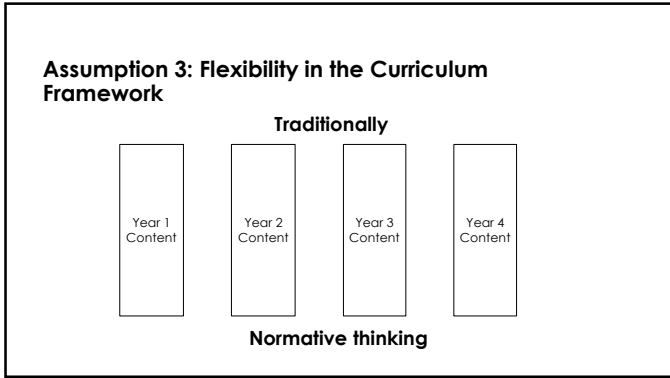 Assumption 3: Flexibility in the Curriculum
Framework
Traditionally
Year 1
Content
Year 2
Content
Year 3
Content
Year 4
Content
Normative thinking